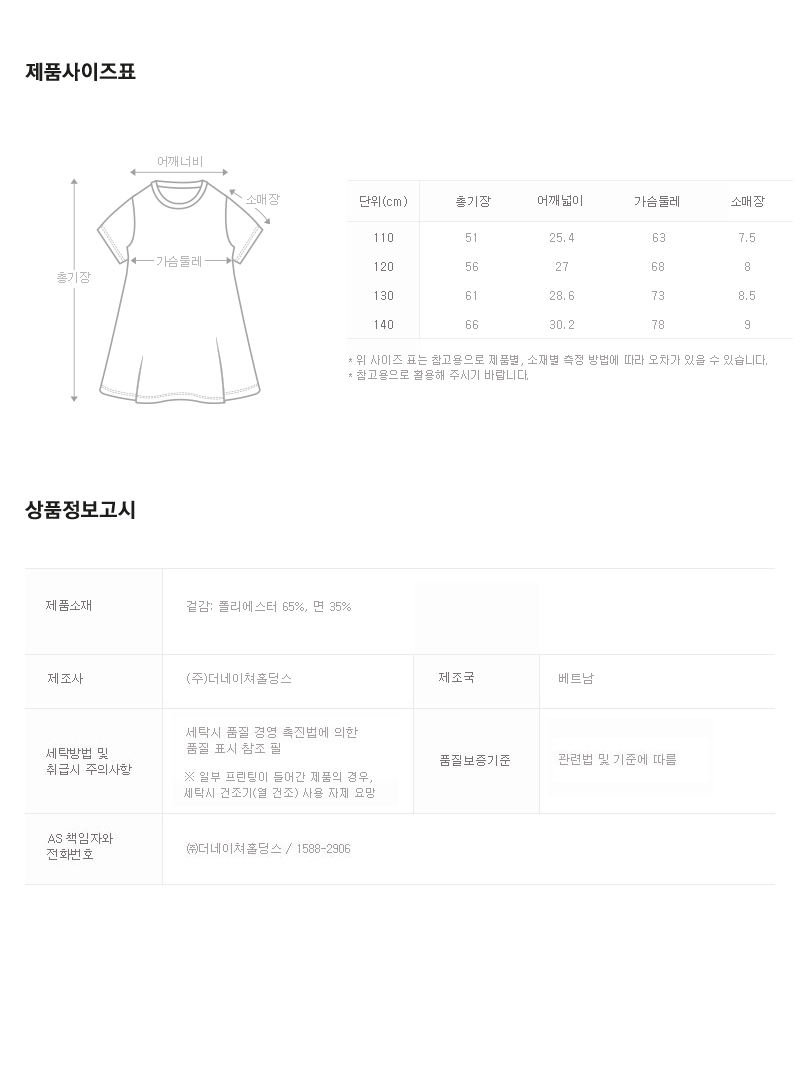 제품사이즈표
어깨너비
소매장
가슴둘레
총기장
단위(cm) 총기장 어깨넓이 가슴둘레 소매장
110 51 25.4 63 7.5
120 56 27 68 8
130 61 28.6 73 8.5
140 66 30.2 78 9
* 위 사이즈 표는 참고용으로 제품별, 소재별 측정 방법에 따라 오차가 있을 수 있습니다.
* 참고용으로 활용해 주시기 바랍니다.
상품정보고시
제품소재 겉감: 폴리에스터 65%, 면 35%
제조사 (주)더네이쳐홀딩스 제조국 베트남
세탁방법 및
취급시 주의사항
세탁시 품질 경영 촉진법에 의한
품질 표시 참조 필
※ 일부 프린팅이 들어간 제품의 경우,
세탁시 건조기(열 건조) 사용 자제 요망
품질보증기준 관련법 및 기준에 따름
AS 책임자와
전화번호
㈜더네이쳐홀딩스 / 1588-2906